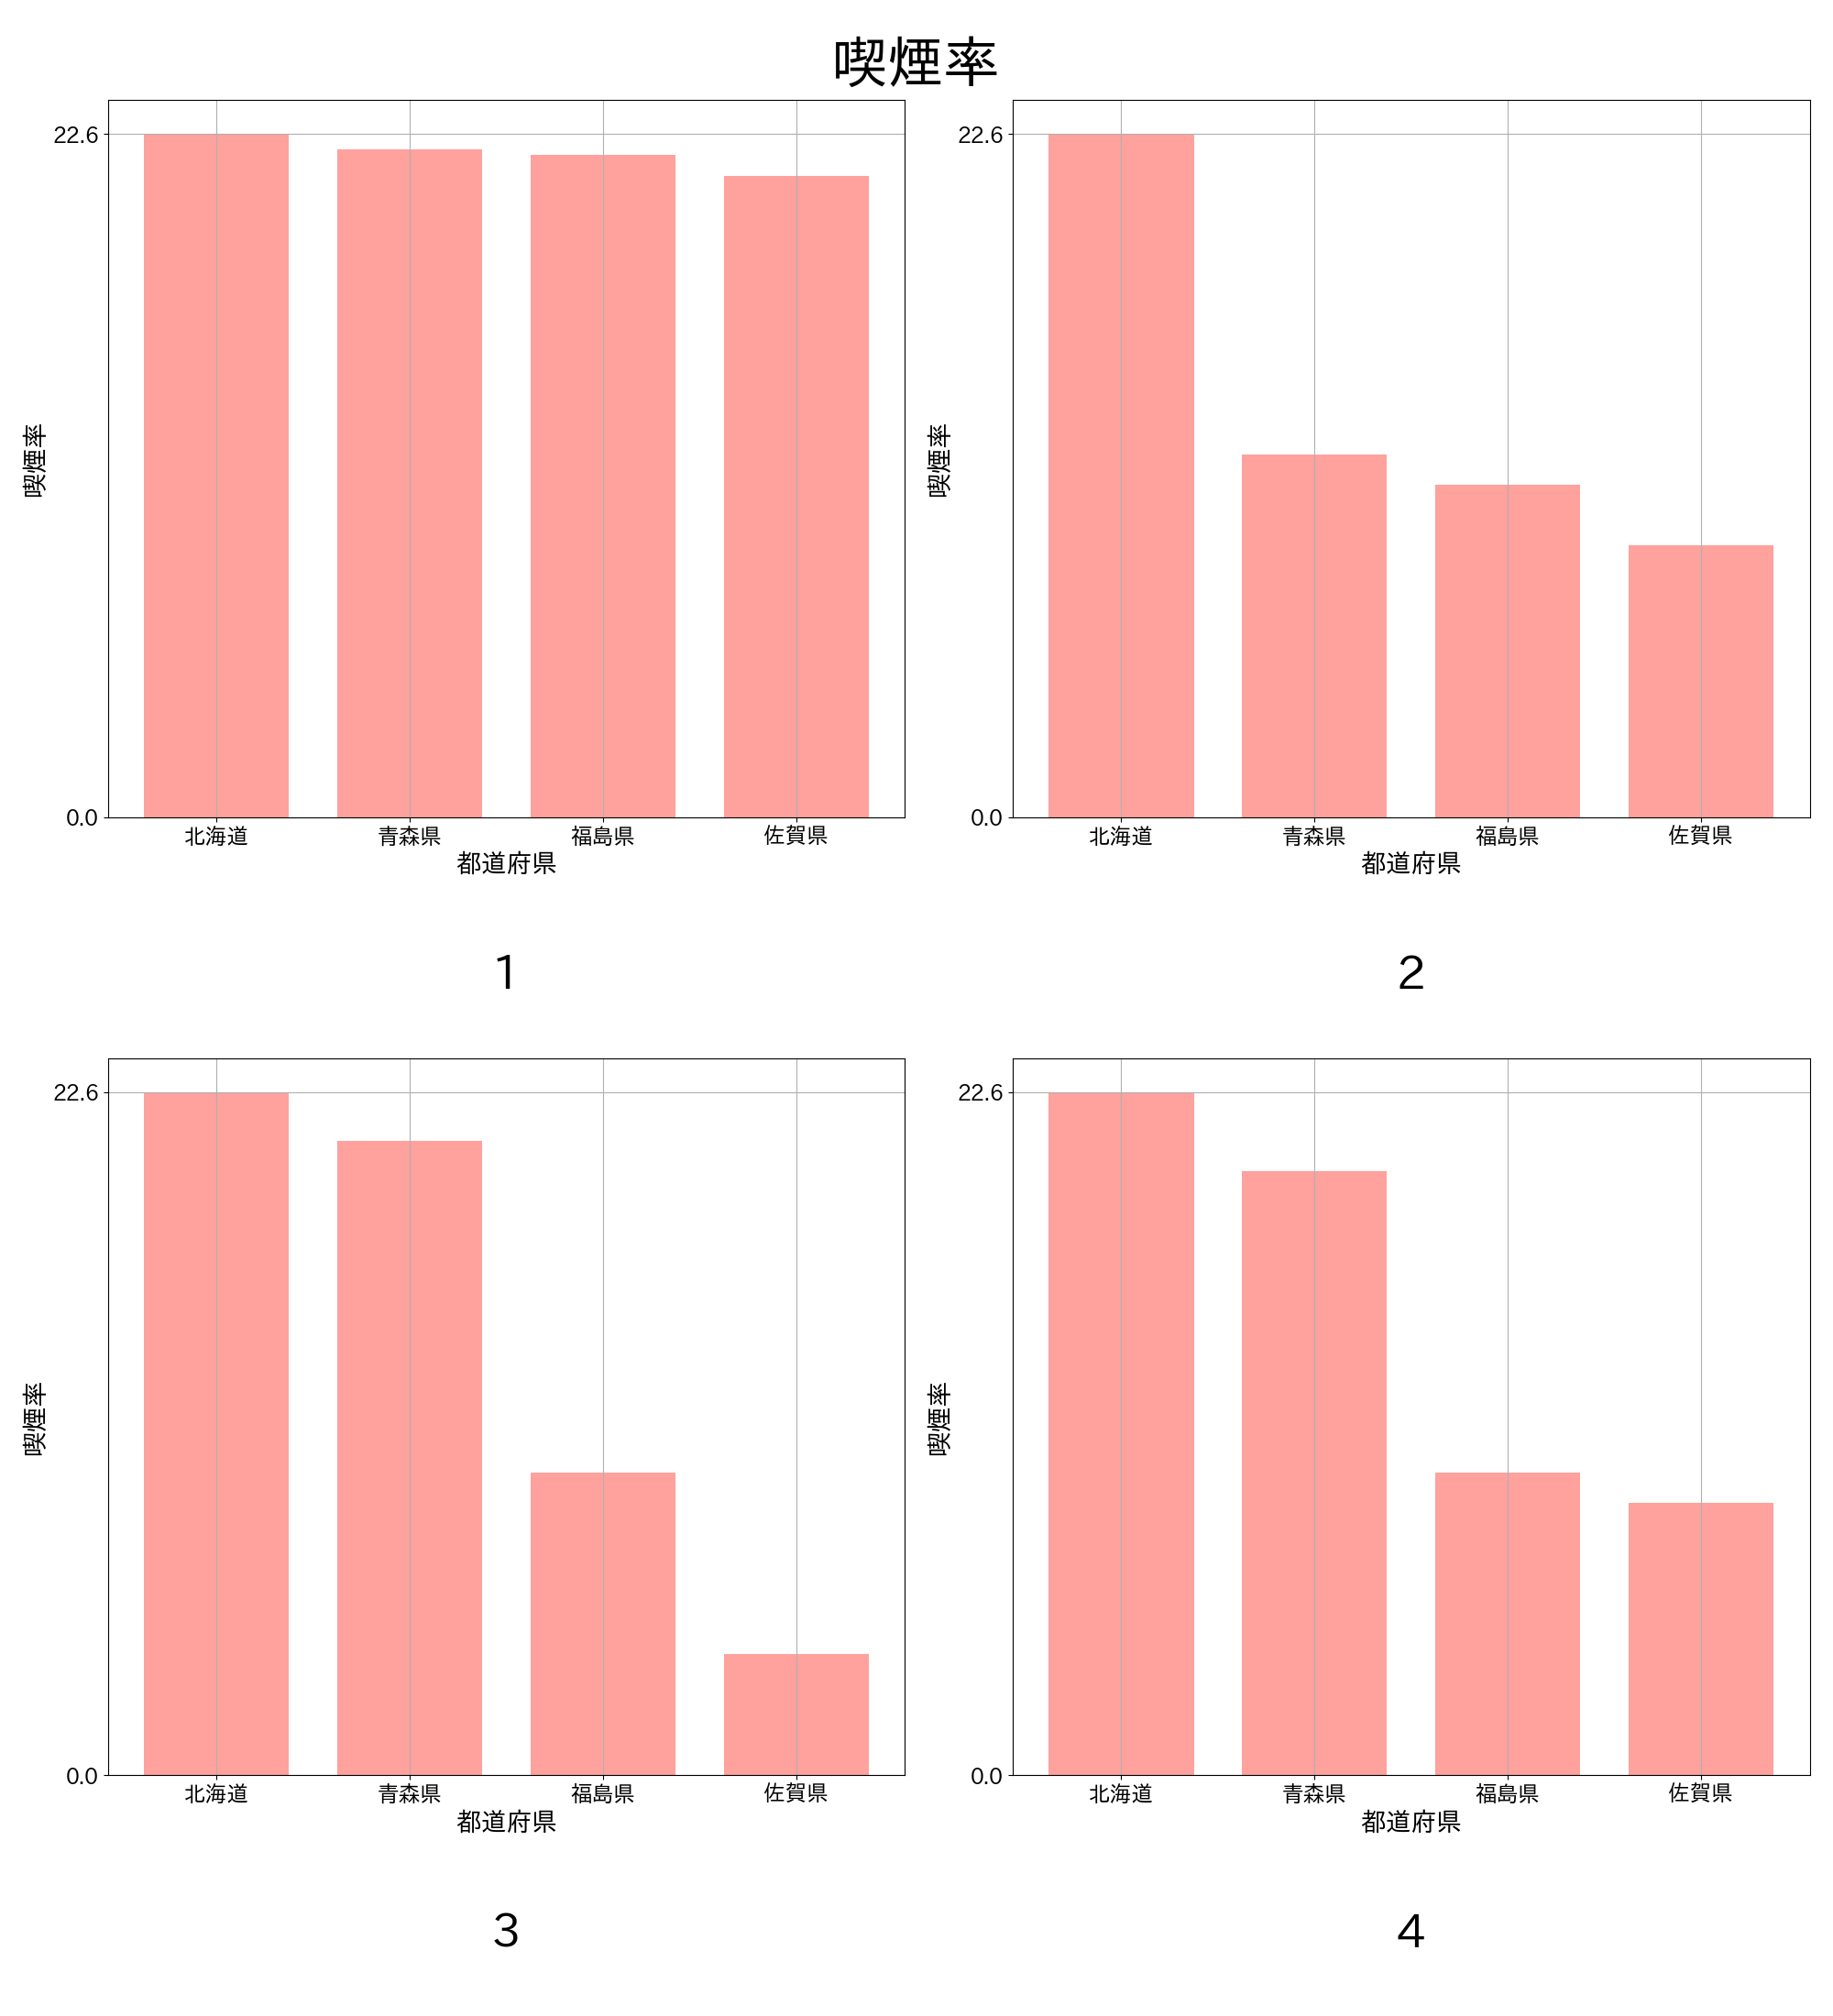 喫煙率
22.6
0.0
喫煙率
北海道 青森県 福島県 佐賀県
都道府県
1
22.6
0.0
喫煙率
北海道 青森県 福島県 佐賀県
都道府県
2
22.6
0.0
喫煙率
北海道 青森県 福島県 佐賀県
都道府県
3
22.6
0.0
喫煙率
北海道 青森県 福島県 佐賀県
都道府県
4